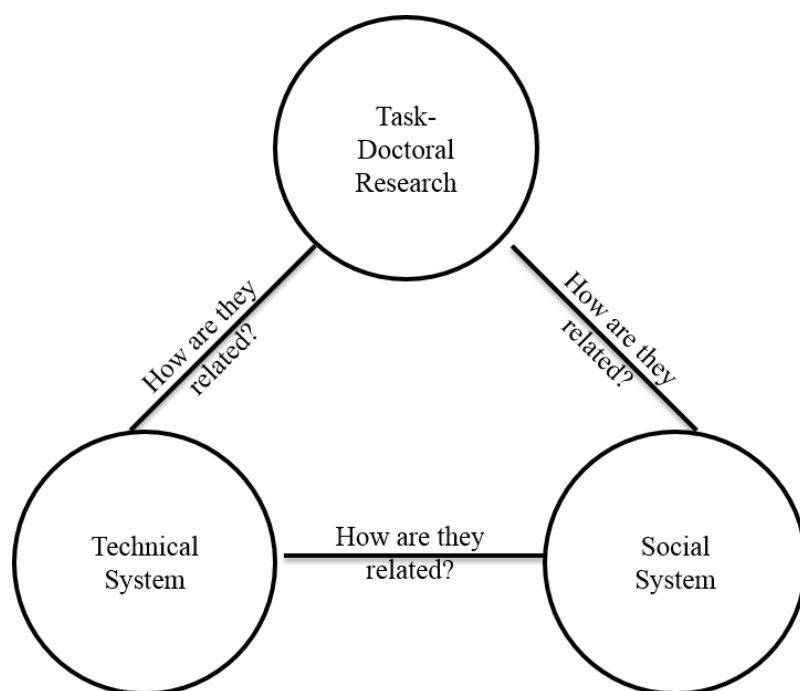 Task-
Doctoral
Research
How are they
related?
How are they
related?
Technical
System
How are they
related?
Social
System